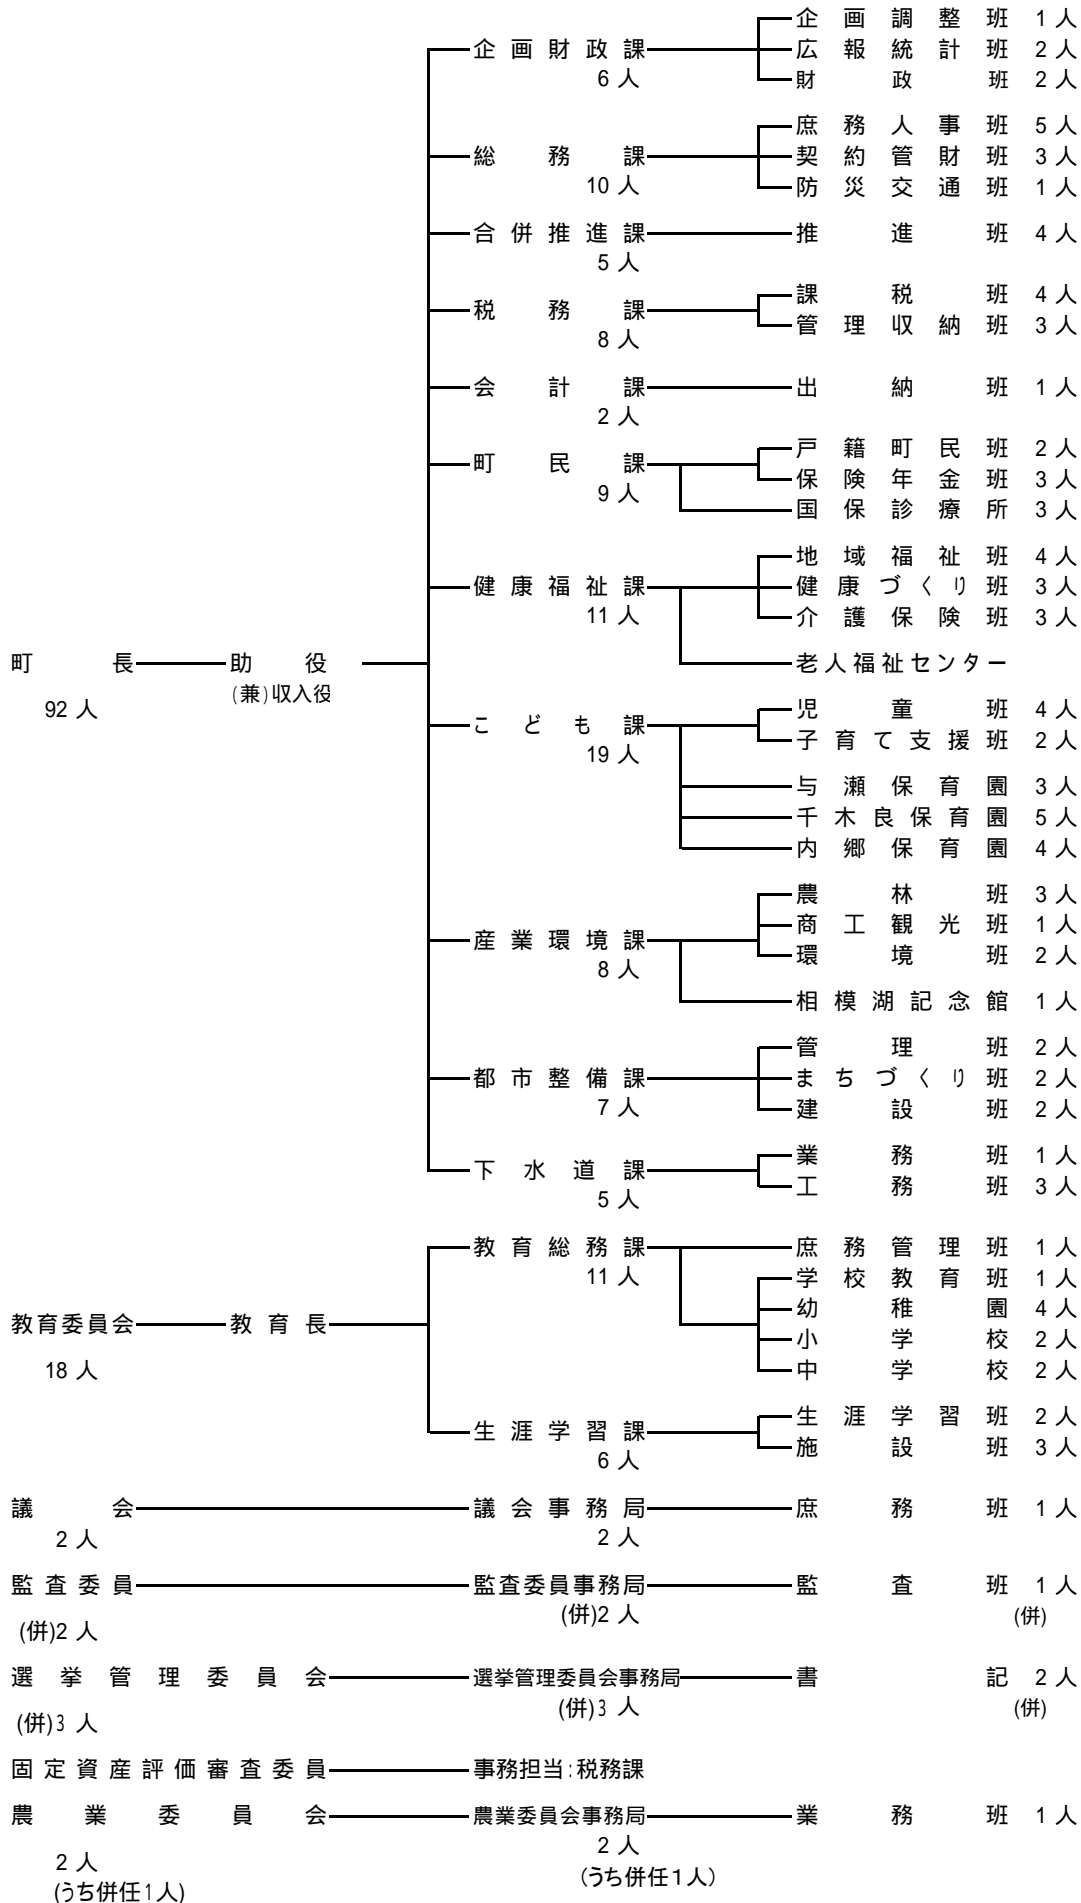 企画調整班 1人
企画財政課 広報統計班 2人
6人 財政班 2人
庶務人事班 5人
総務課 契約管財班 3人
10人 防災交通班 1人
合併推進課 推進班 4人
5人
課税班 4人
税務課 管理収納班 3人
8人
会計課 出納班 1人
2人
戸籍町民班 2人
町民課 保険年金班 3人
9人 国保診療所 3人
地域福祉班 4人
健康福祉課 健康づくり班 3人
11人 介護保険班 3人
町長 助役 老人福祉センター
92人 (兼)収入役
児童班 4人
こども課 子育て支援班 2人
19人
与瀬保育園 3人
千木良保育園 5人
内郷保育園 4人
農林班 3人
商工観光班 1人
産業環境課 環境班 2人
8人
相模湖記念館 1人
管理班 2人
都市整備課 まちづくり班 2人
7人 建設班 2人
業務班 1人
下水道課 工務班 3人
5人
教育総務課 庶務管理班 1人
11人 学校教育班 1人
幼稚園 4人
教育委員会 教育長 小学校 2人
18人 中学校 2人
生涯学習班 2人
生涯学習課 施設班 3人
6人
議会 議会事務局 庶務班 1人
2人 2人
監査委員 監査委員事務局 監査班 1人
(併)2人 (併)2人 (併)
選挙管理委員会 選挙管理委員会事務局 書記 2人
(併)3人 (併)3人 (併)
固定資産評価審査委員 事務担当:税務課
農業委員会 農業委員会事務局 業務班 1人
2人 2人
(うち併任1人) (うち併任1人)